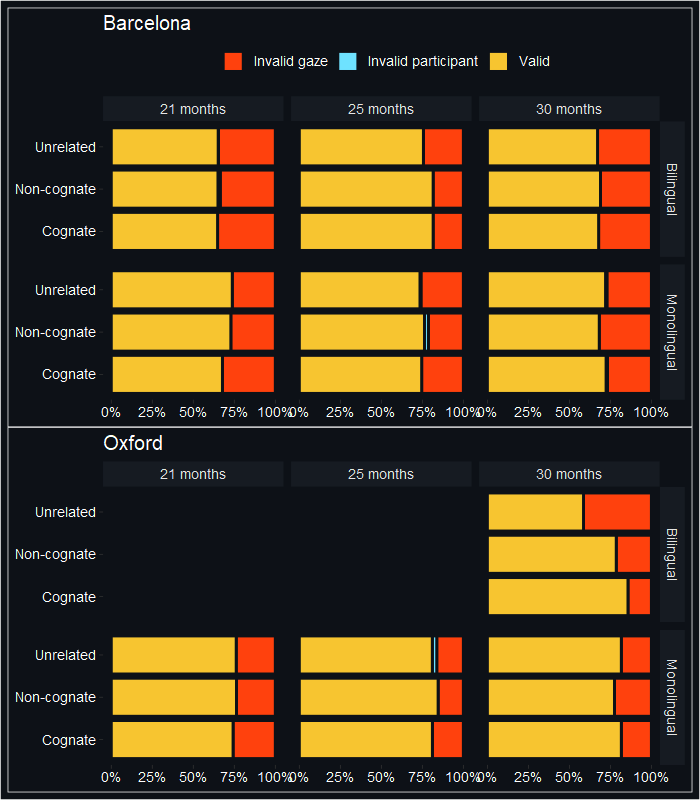 Barcelona
Invalid gaze Invalid participant Valid
21 months 25 months 30 months
Unrelated
Non-cognate
Cognate
Bilingual
Unrelated
Non-cognate
Cognate
Monolingual
0% 25% 50% 75% 100% 0% 25% 50% 75% 100% 0% 25% 50% 75% 100%
Oxford
21 months 25 months 30 months
Unrelated
Non-cognate
Cognate
Bilingual
Unrelated
Non-cognate
Cognate
Monolingual
0% 25% 50% 75% 100% 0% 25% 50% 75% 100% 0% 25% 50% 75% 100%